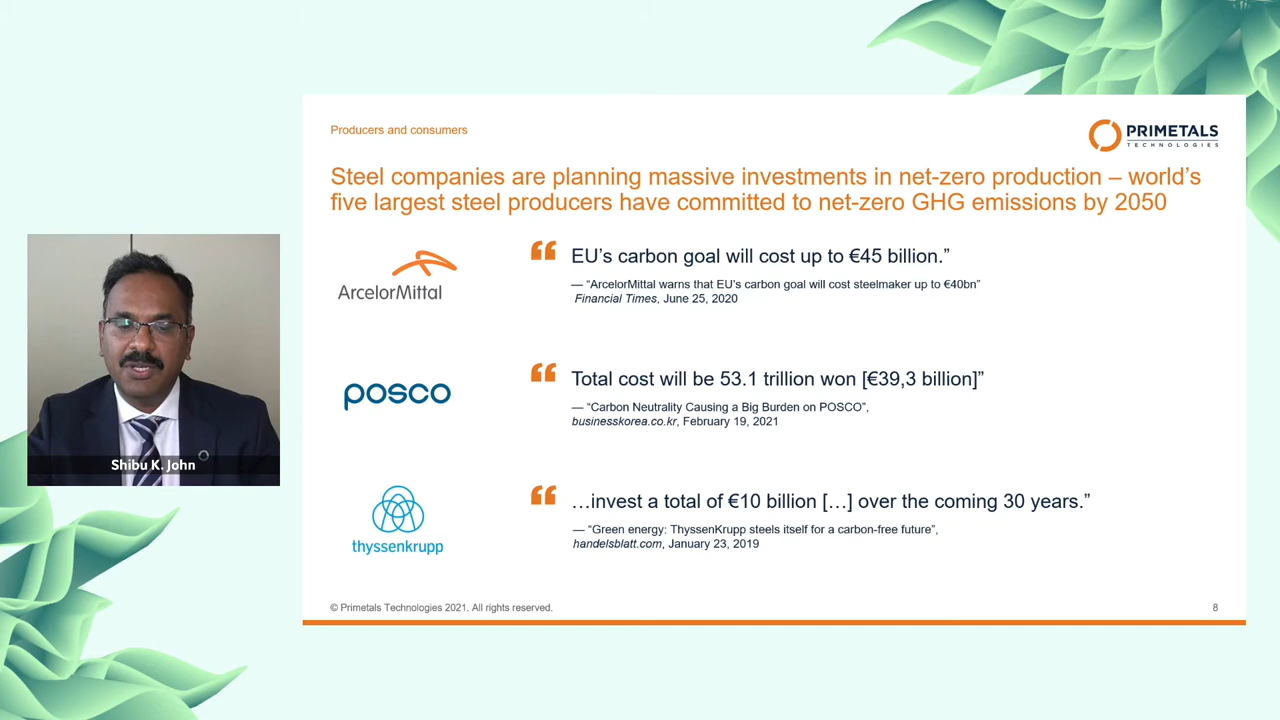 Producers and consumers
PRIMETALS
TECHNOLOGIES
Steel companies are planning massive investments in net-zero production – world's
five largest steel producers have committed to net-zero GHG emissions by 2050
ArcelorMittal
“ EU's carbon goal will cost up to €45 billion.”
— “ArcelorMittal warns that EU's carbon goal will cost steelmaker up to €40bn”
Financial Times, June 25, 2020
posco
“ Total cost will be 53.1 trillion won [€39,3 billion]”
— “Carbon Neutrality Causing a Big Burden on POSCO”,
businesskorea.co.kr, February 19, 2021
Shibu K. John
thyssenkrupp
“ …invest a total of €10 billion […] over the coming 30 years.”
— “Green energy: ThyssenKrupp steels itself for a carbon-free future”,
handelsblatt.com, January 23, 2019
© Primetals Technologies 2021. All rights reserved.
8